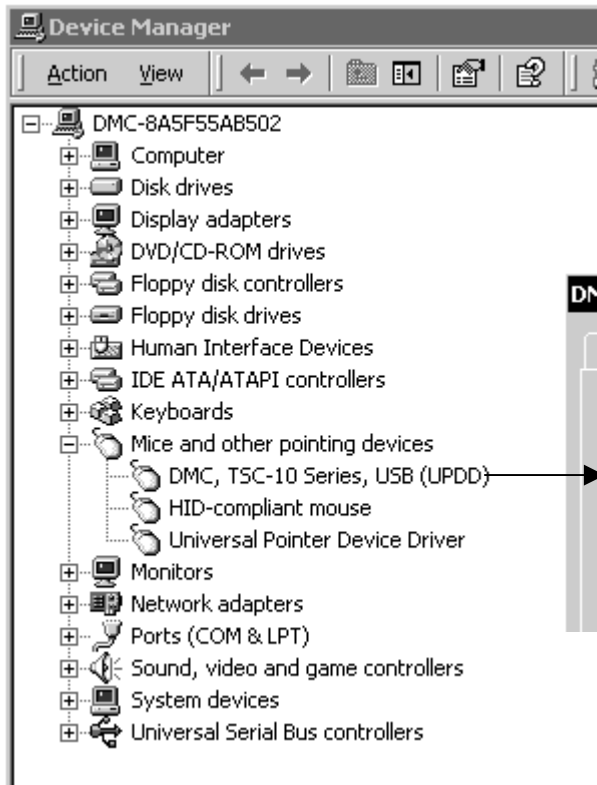 Device Manager
Action View
DMC-8A5F55AB502
Computer
Disk drives
Display adapters
DVD/CD-ROM drives
Floppy disk controllers
Floppy disk drives
Human Interface Devices
IDE ATA/ATAPI controllers
Keyboards
Mice and other pointing devices
DMC, TSC-10 Series, USB (UPDD)
HID-compliant mouse
Universal Pointer Device Driver
Monitors
Network adapters
Ports (COM & LPT)
Sound, video and game controllers
System devices
Universal Serial Bus controllers